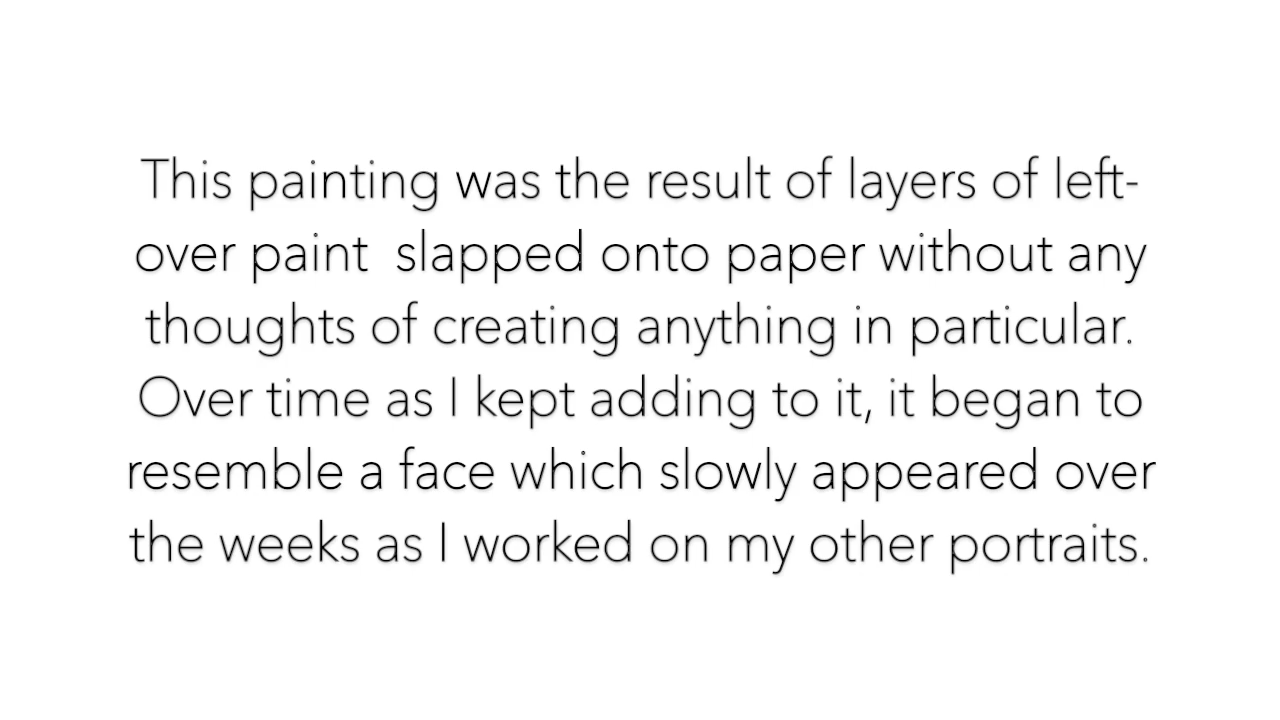 This painting was the result of layers of left-
over paint  slapped onto paper without any
thoughts of creating anything in particular.
Over time as I kept adding to it, it began to
resemble a face which slowly appeared over
the weeks as I worked on my other portraits.